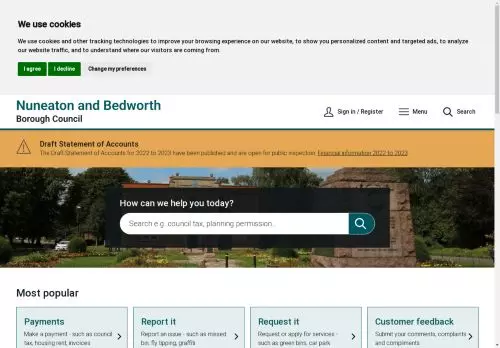 We use cookies
We use cookies and other tracking technologies to improve your browsing experience on our website, to show you personalized content and targeted ads, to analyze
our website traffic, and to understand where our visitors are coming from.
I agree I decline Change my preferences
Nuneaton and Bedworth
Borough Council
Sign in / Register Menu Search
Draft Statement of Accounts
The Draft Statement of Accounts for 2022 to 2023 have been published and are open for public inspection: Financial information 2022 to 2023
How can we help you today?
Search e.g. council tax, planning permission...
Most popular
Payments
Make a payment - such as council
tax, housing rent, invoices
Report it
Report an issue - such as missed
bin, fly tipping, graffiti
Request it
Request or apply for services -
such as green bins, car park
Customer feedback
Submit your comments, complaints
and compliments